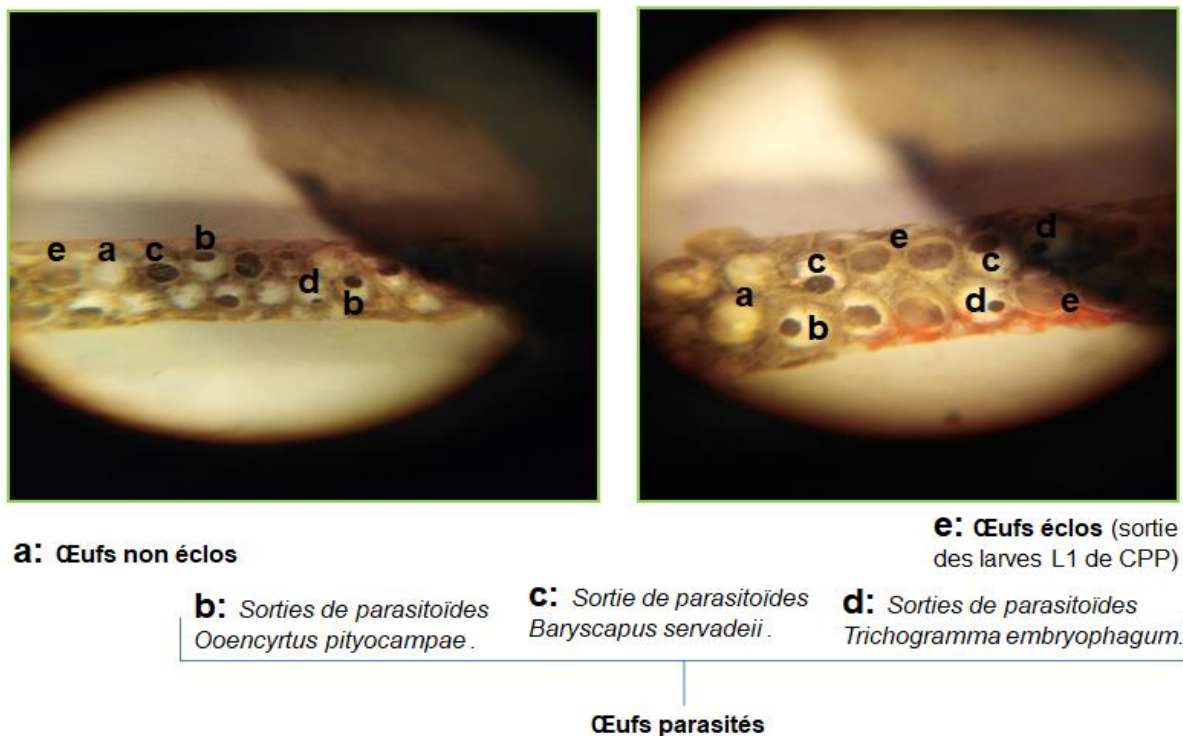 e a c b d b
c e d c a b d e
a: Œufs non éclos
e: Œufs éclos (sortie
des larves L1 de CPP)
b: Sorties de parasitoïdes
Ooencyrtus pityocampae .
c: Sortie de parasitoïdes
Baryscapus servadeii .
d: Sorties de parasitoïdes
Trichogramma embryophagum.
Œufs parasités